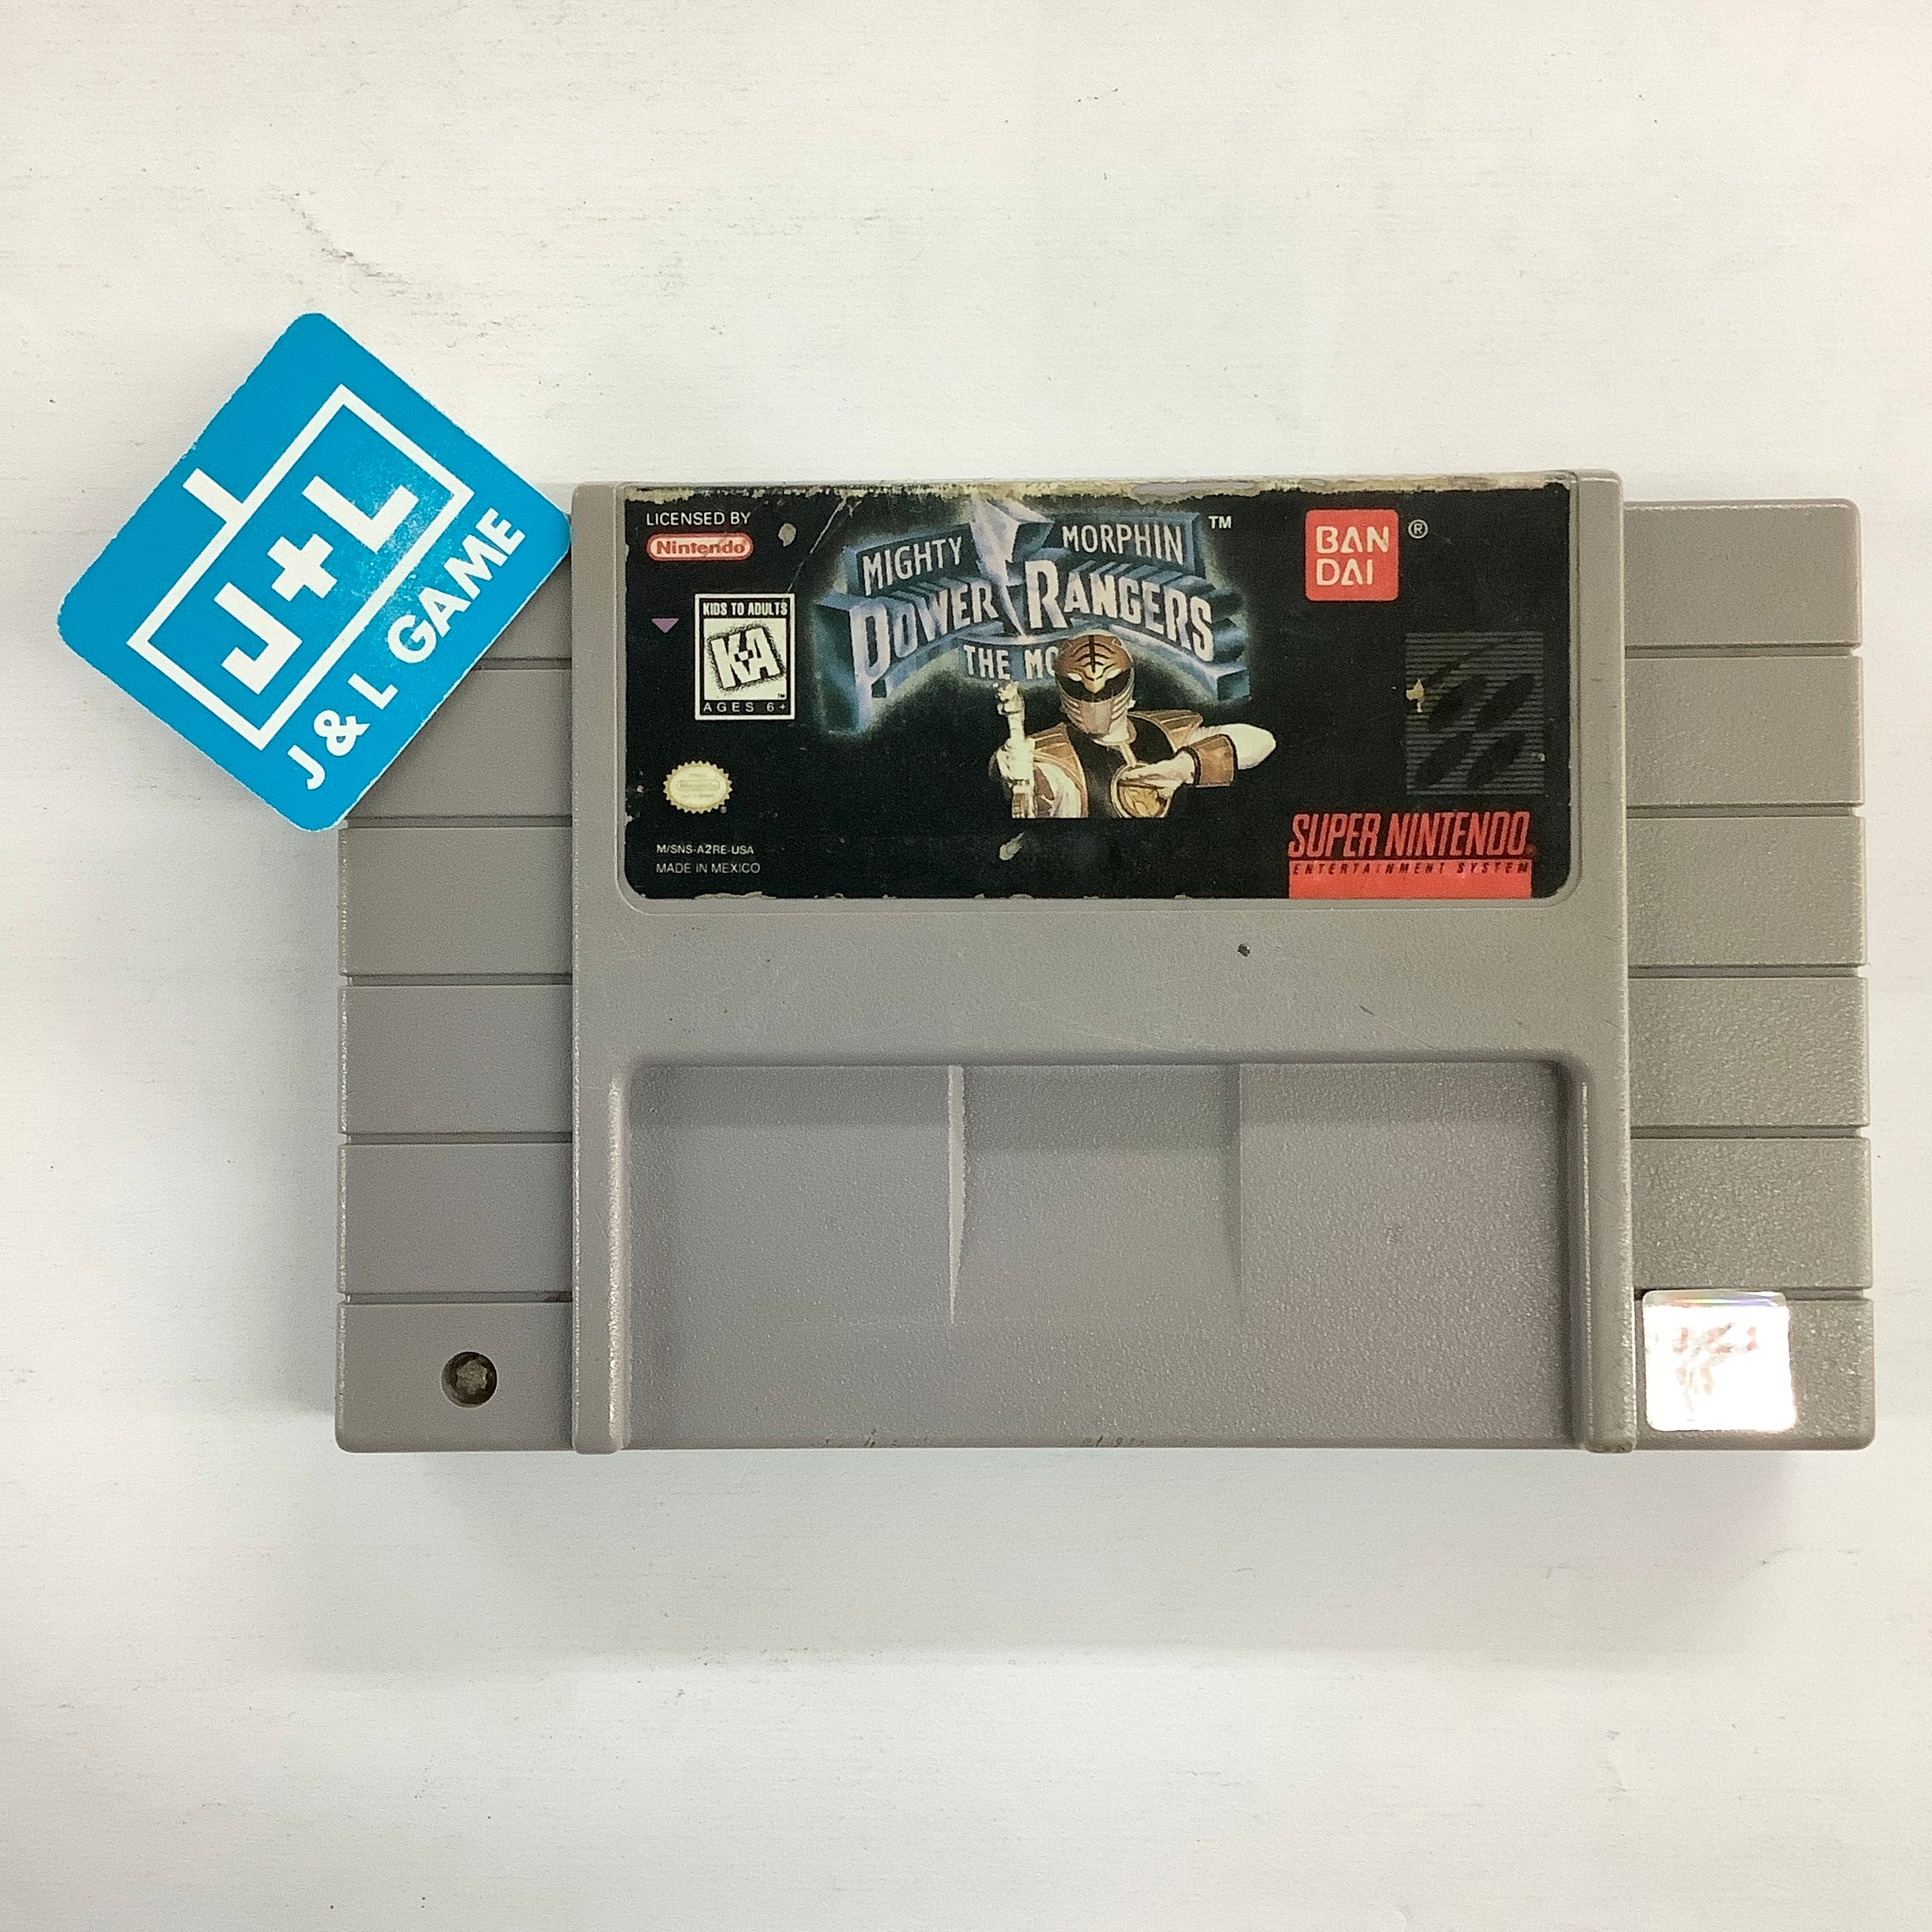 J+L
J & L GAME
LICENSED BY
Nintendo
MIGHTY MORPHIN ™
POWER RANGERS
THE MO
BAN
DAI ®
KIDS TO ADULTS
K-A ™
AGES 6+
M/SNS-A2RE-USA
MADE IN MEXICO
SUPER NINTENDO
ENTERTAINMENT SYSTEM